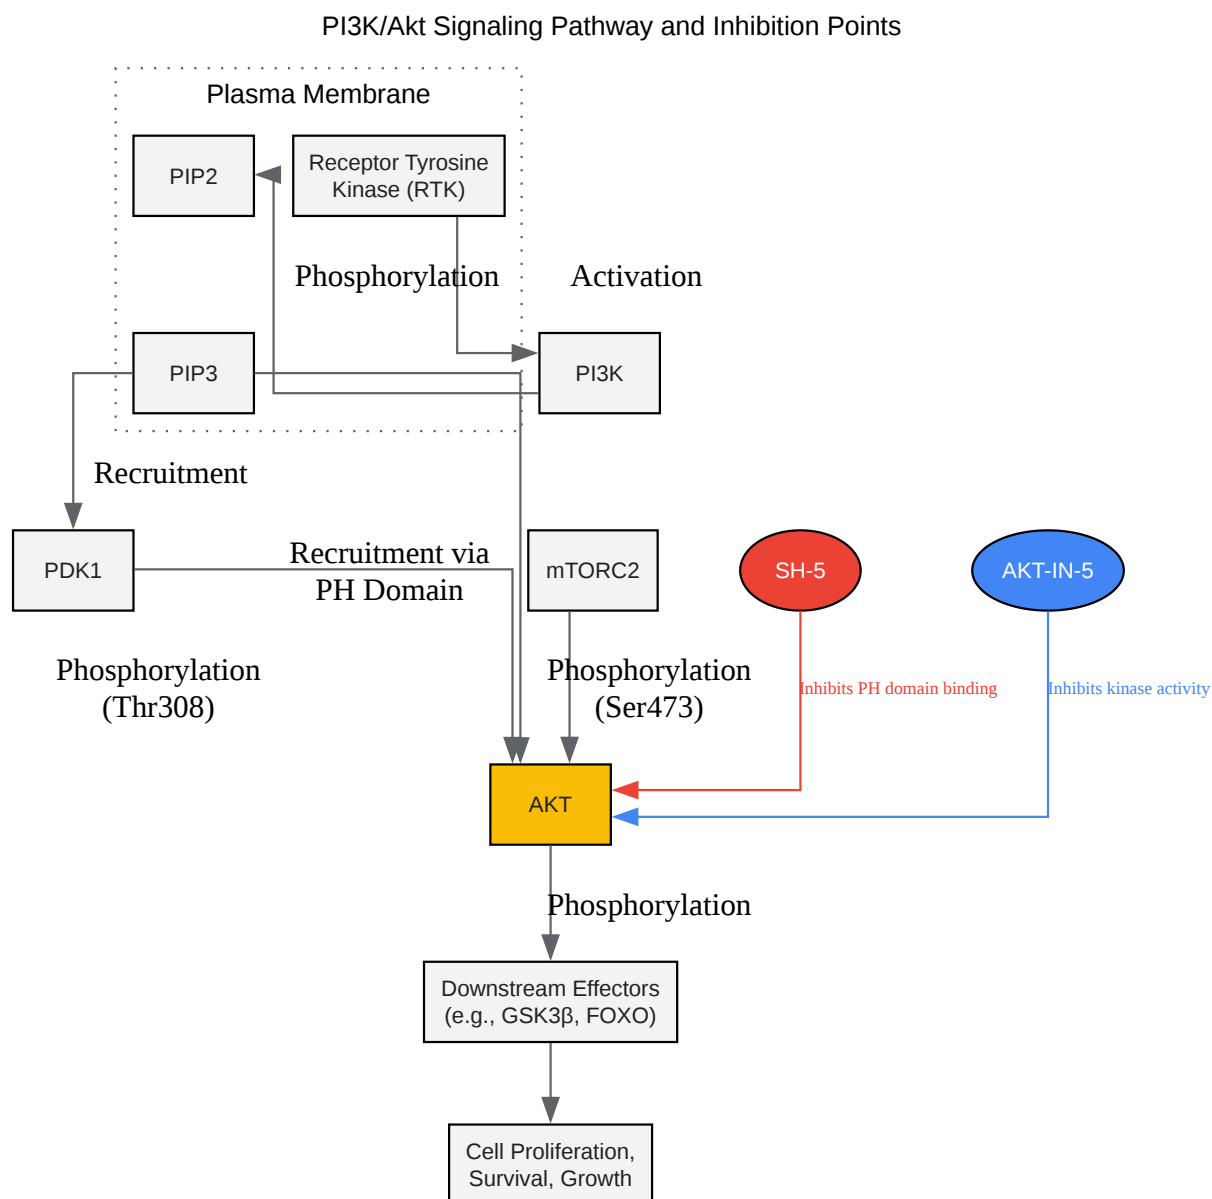 PI3K/Akt Signaling Pathway and Inhibition Points
Plasma Membrane
PIP2
Receptor Tyrosine
Kinase (RTK)
Phosphorylation
Activation
PIP3
PI3K
Recruitment
PDK1
Recruitment via
PH Domain
mTORC2
SH-5
AKT-IN-5
Phosphorylation
(Thr308)
Phosphorylation
(Ser473)
Inhibits PH domain binding
Inhibits kinase activity
AKT
Phosphorylation
Downstream Effectors
(e.g., GSK3β, FOXO)
Cell Proliferation,
Survival, Growth